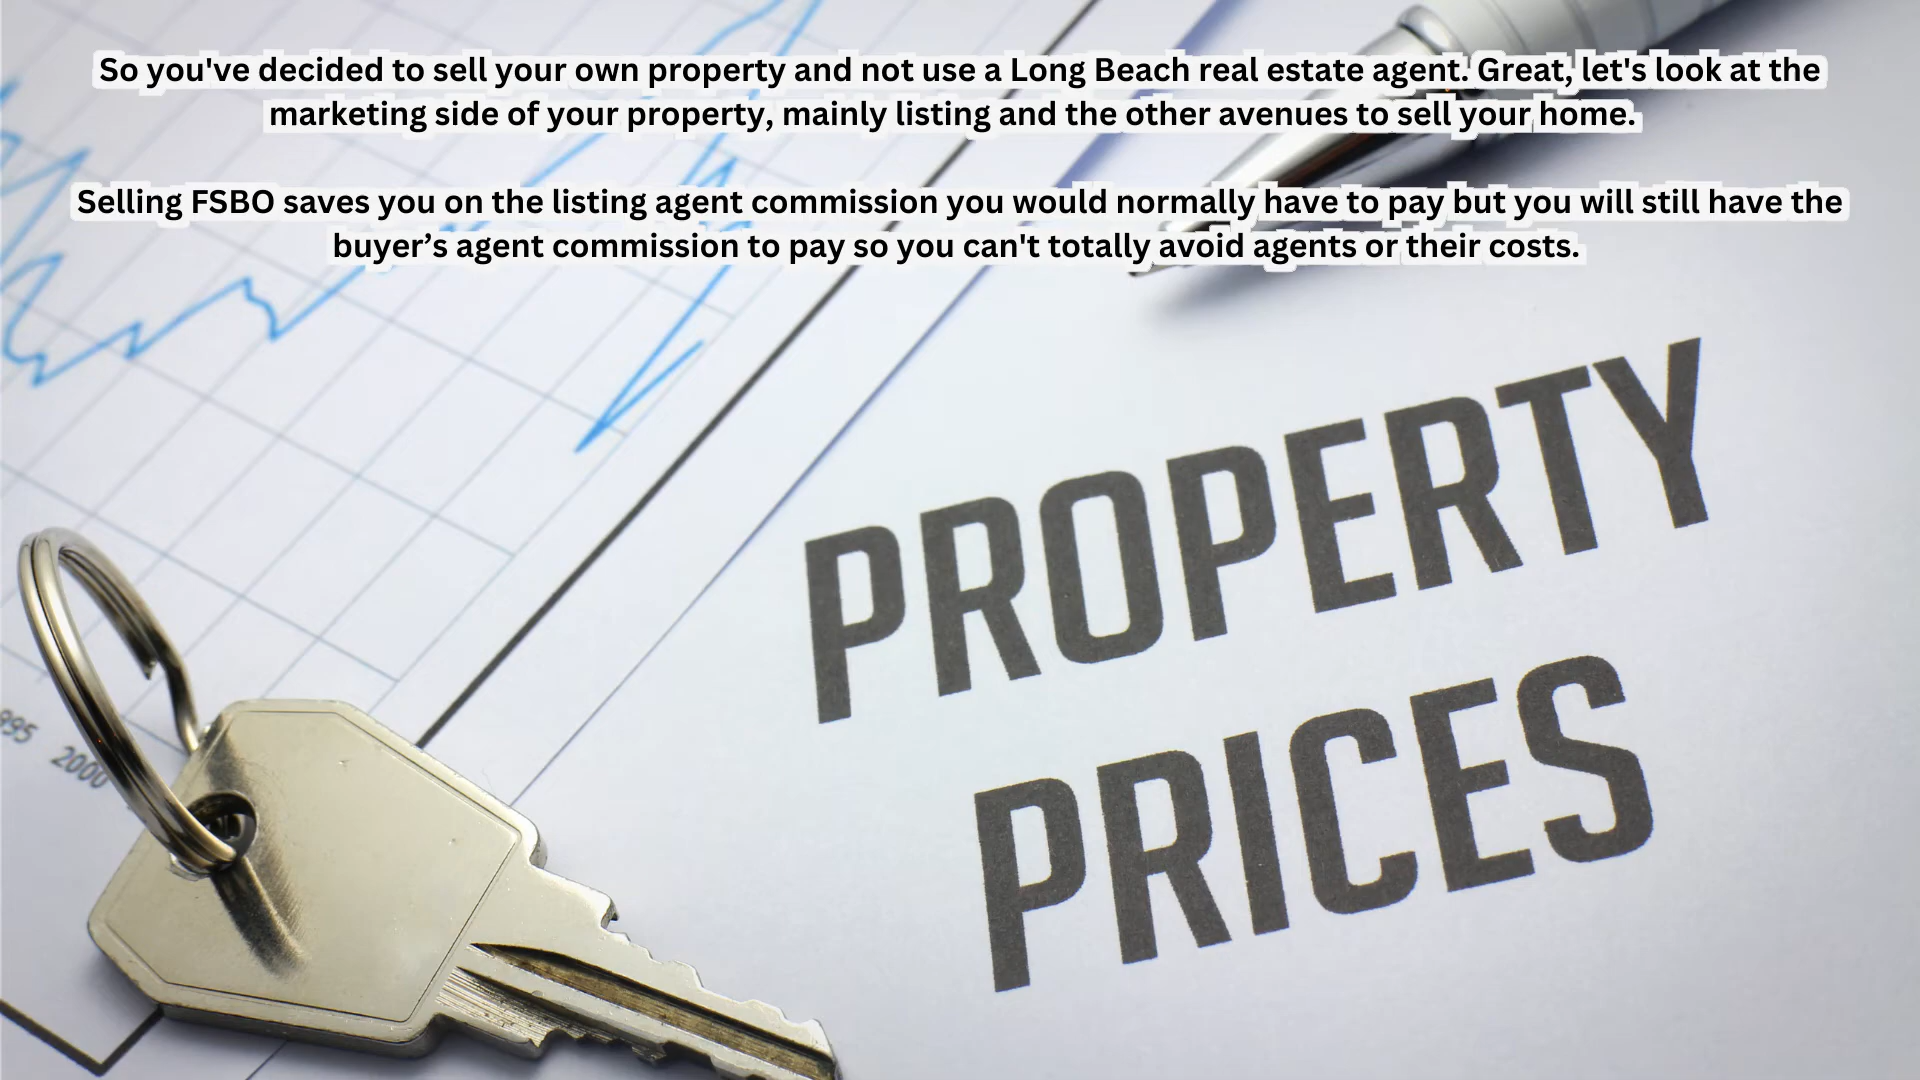 So you've decided to sell your own property and not use a Long Beach real estate agent. Great, let's look at the
marketing side of your property, mainly listing and the other avenues to sell your home.
Selling FSBO saves you on the listing agent commission you would normally have to pay but you will still have the
buyer’s agent commission to pay so you can't totally avoid agents or their costs.
PROPERTY
PRICES
995 2000